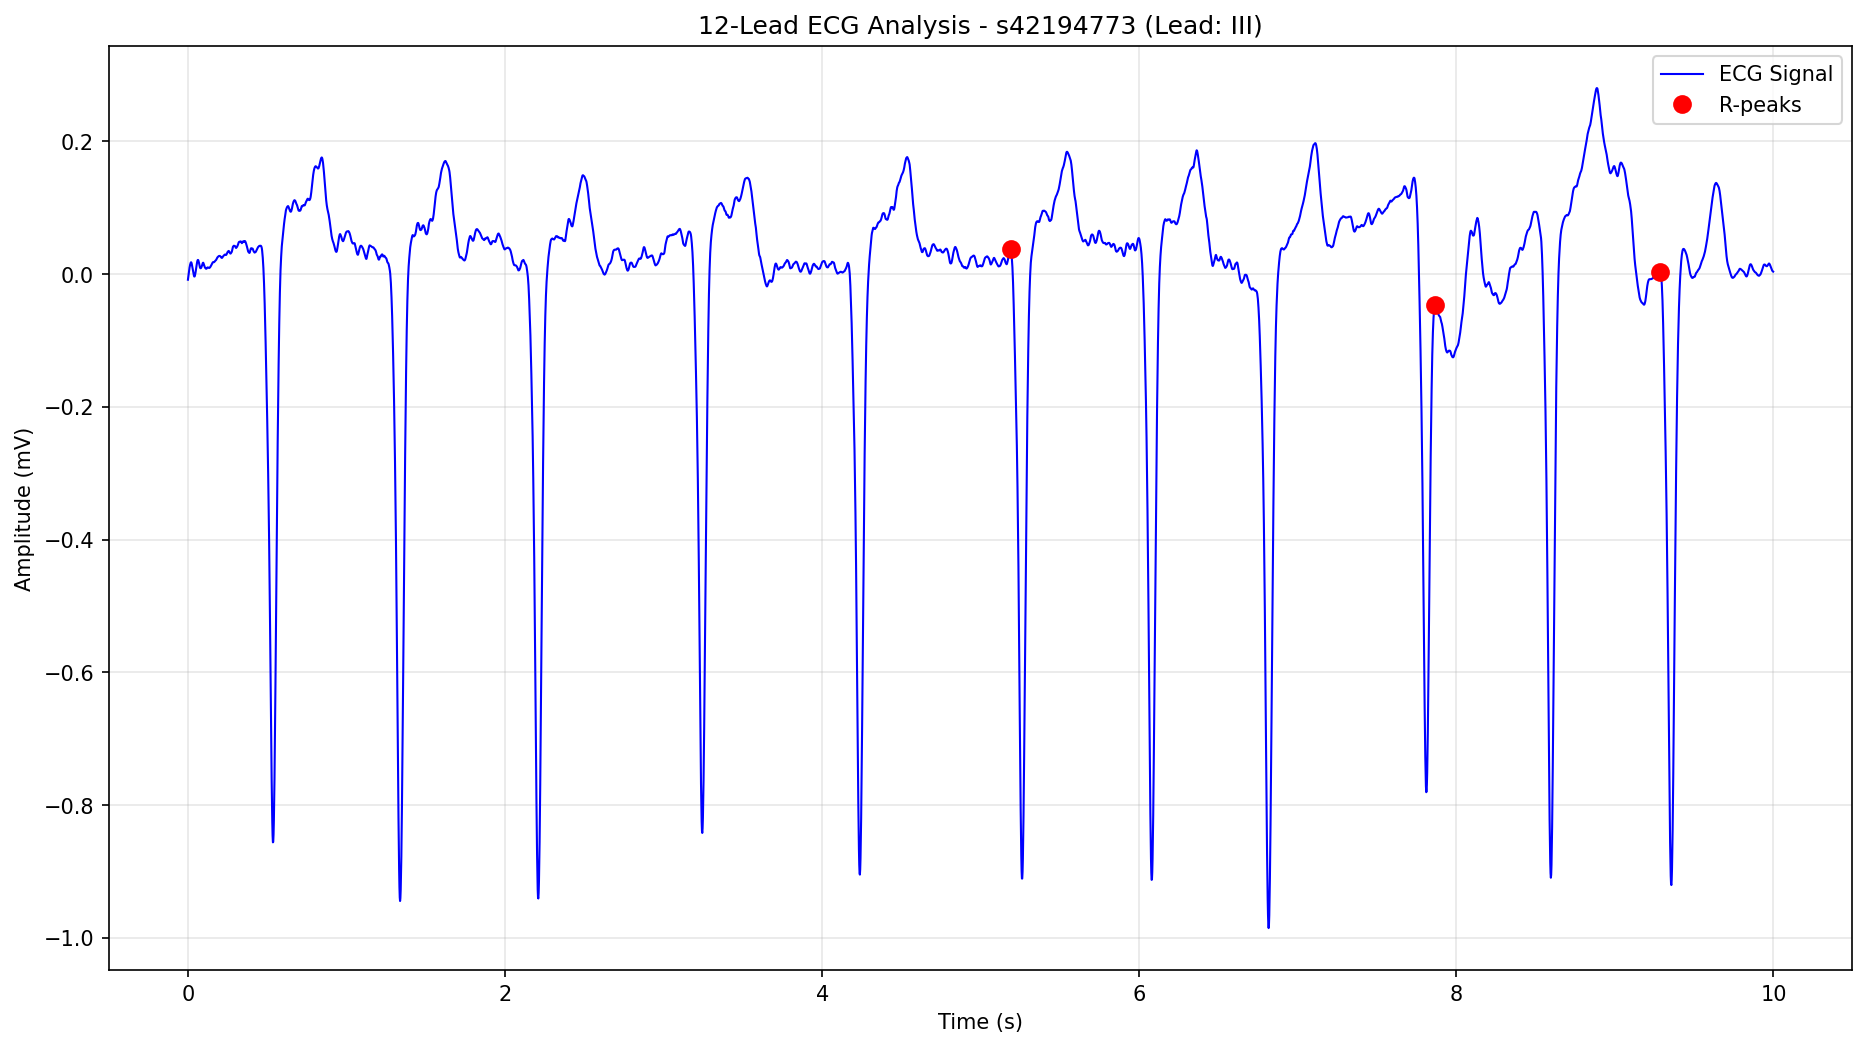 12-Lead ECG Analysis - s42194773 (Lead: III)
ECG Signal
R-peaks
Amplitude (mV)
0.2
0.0
−0.2
−0.4
−0.6
−0.8
−1.0
0 2 4 6 8 10
Time (s)